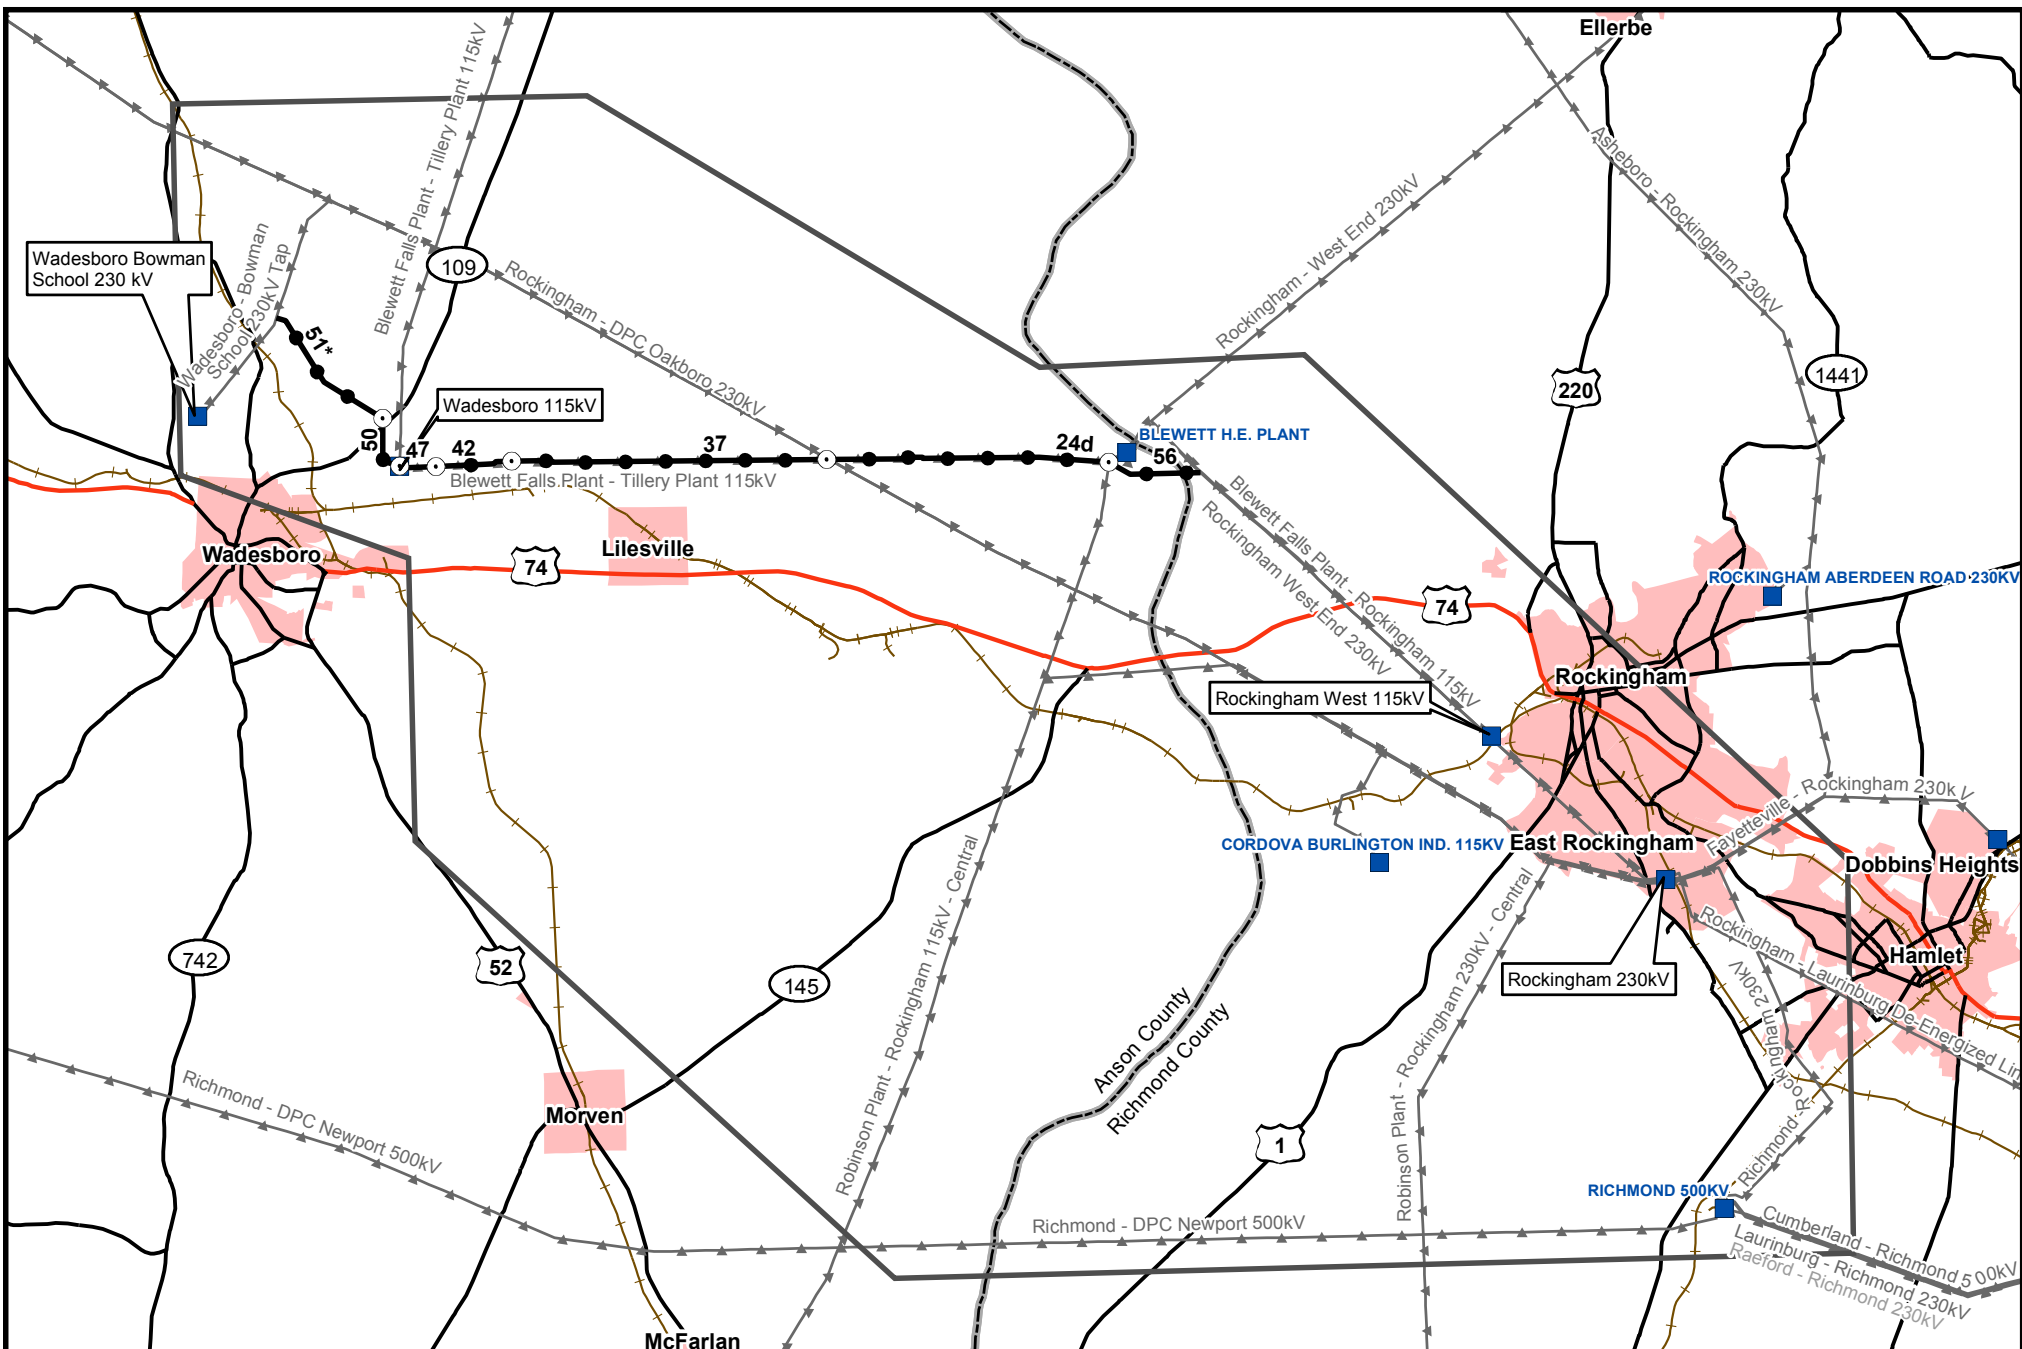 Ellerbe
Blewett Falls Plant - Tillery Plant 115kV
Asheboro - Rockingham 230kV
Rockingham - West End 230kV
Wadesboro Bowman
School 230 kV
Wadesboro - Bowman
School 230kV Tap
109
Rockingham - DPC Oakboro 230kV
51*
220
1441
Wadesboro 115kV
50
47
42
37
24d
56
BLEWETT H.E. PLANT
Blewett Falls Plant - Tillery Plant 115kV
Blewett Falls Plant - Rockingham 115kV
Rockingham West End 230kV
Wadesboro
Lilesville
74
74
ROCKINGHAM ABERDEEN ROAD 230KV
Rockingham
Rockingham West 115kV
Fayetteville - Rockingham 230kV
CORDOVA BURLINGTON IND. 115KV
East Rockingham
Dobbins Heights
Robinson Plant - Rockingham 115kV - Central
Robinson Plant - Rockingham 230kV - Central
Rockingham - Laurinburg De-Energized Lin
Hamlet
742
52
145
Rockingham 230kV
Richmond - Rockingham 230kV
Anson County
Richmond County
Richmond - DPC Newport 500kV
Morven
1
RICHMOND 500KV
Richmond - DPC Newport 500kV
Cumberland - Richmond 500kV
Laurinburg - Richmond 230kV
Raeford - Richmond 230kV
McFarlan